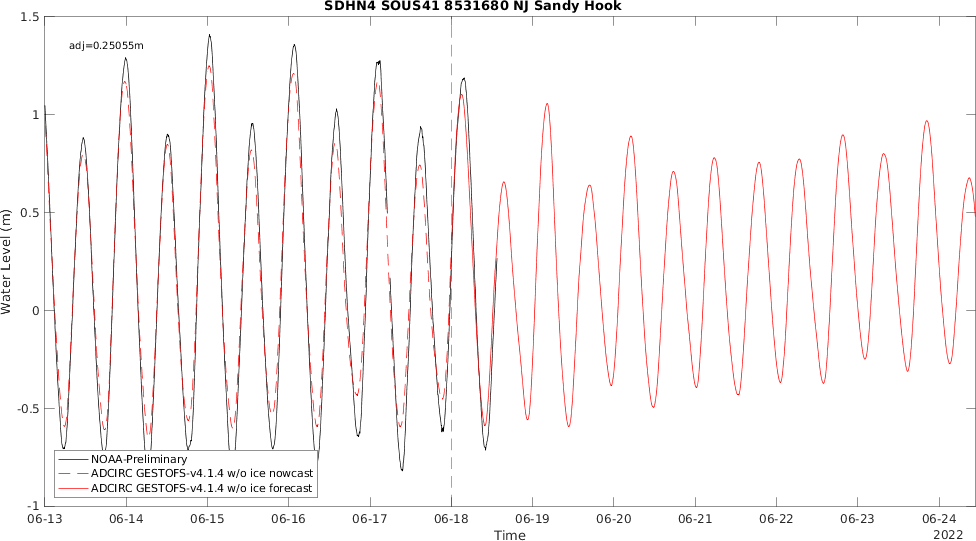 SDHN4 SOUS41 8531680 NJ Sandy Hook
adj=0.25055m
1.5
1
0.5
0
-0.5
-1
Water Level (m)
NOAA-Preliminary
ADCIRC GESTOFS-v4.1.4 w/o ice nowcast
ADCIRC GESTOFS-v4.1.4 w/o ice forecast
06-13 06-14 06-15 06-16 06-17 06-18 06-19 06-20 06-21 06-22 06-23 06-24
Time
2022